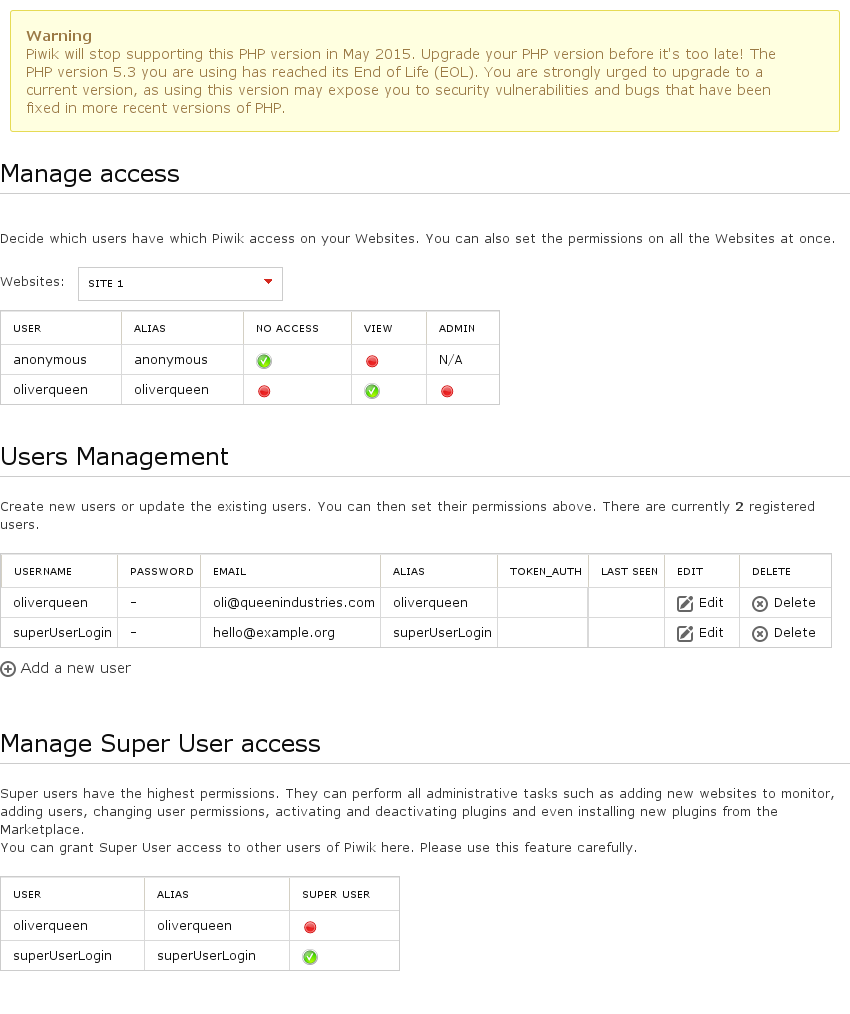 Warning
Piwik will stop supporting this PHP version in May 2015. Upgrade your PHP version before it's too late! The
PHP version 5.3 you are using has reached its End of Life (EOL). You are strongly urged to upgrade to a
current version, as using this version may expose you to security vulnerabilities and bugs that have been
fixed in more recent versions of PHP.
Manage access
Decide which users have which Piwik access on your Websites. You can also set the permissions on all the Websites at once.
Websites: SITE 1
USER ALIAS NO ACCESS VIEW ADMIN
anonymous anonymous N/A
oliverqueen oliverqueen
Users Management
Create new users or update the existing users. You can then set their permissions above. There are currently 2 registered
users.
USERNAME PASSWORD EMAIL ALIAS TOKEN_AUTH LAST SEEN EDIT DELETE
oliverqueen - oli@queenindustries.com oliverqueen Edit Delete
superUserLogin - hello@example.org superUserLogin Edit Delete
Add a new user
Manage Super User access
Super users have the highest permissions. They can perform all administrative tasks such as adding new websites to monitor,
adding users, changing user permissions, activating and deactivating plugins and even installing new plugins from the
Marketplace.
You can grant Super User access to other users of Piwik here. Please use this feature carefully.
USER ALIAS SUPER USER
oliverqueen oliverqueen
superUserLogin superUserLogin